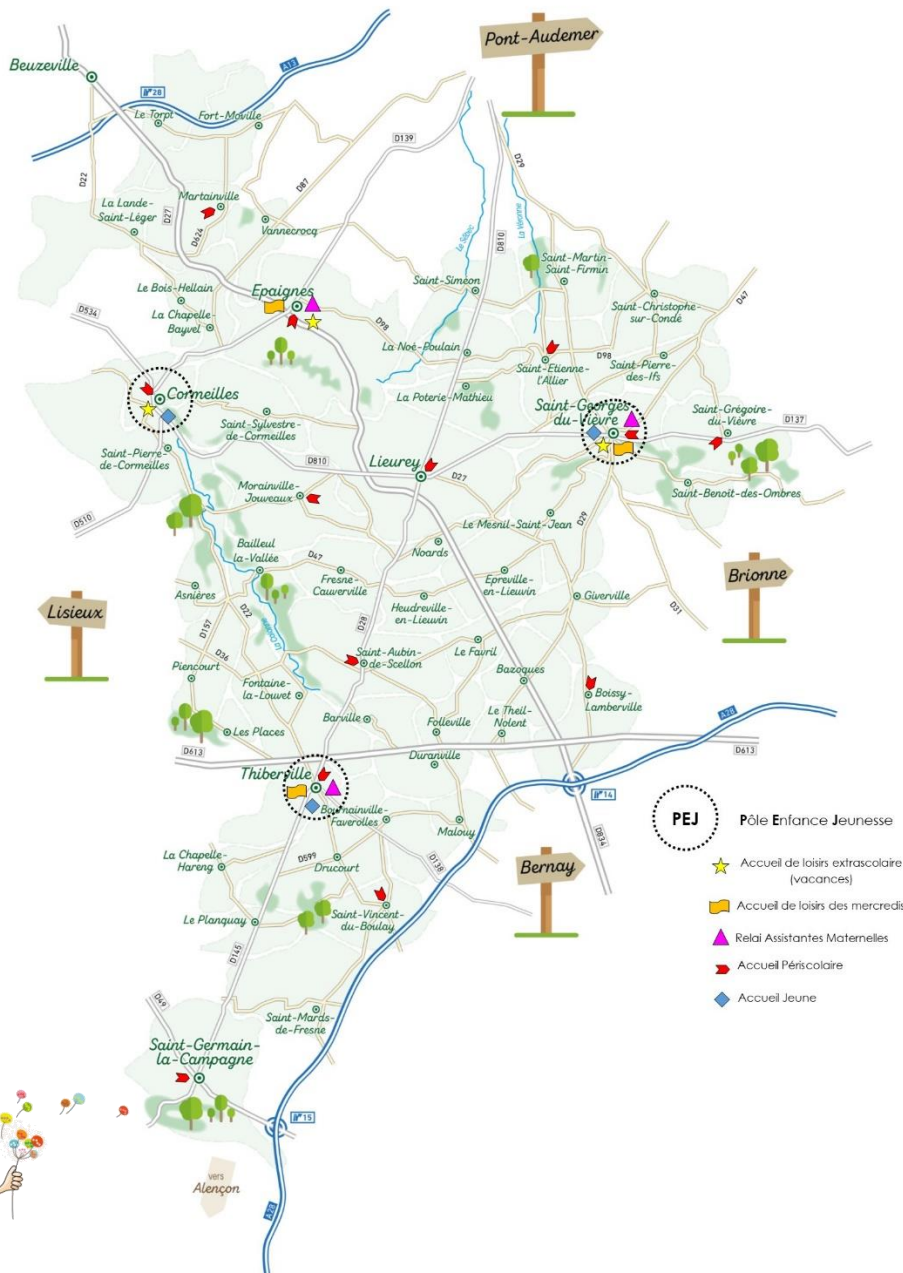 Pont-Audemer
Beuzeville
A13
N° 28
Le Torpt
Fort-Moville
D139
D29
D22
D87
La Lande-
Saint-Léger
Martainville
D27
D624
Vannecrocq
Le Sébec
La Véronne
D810
Saint-Martin-
Saint-Firmin
Saint-Siméon
D47
Le Bois-Hellain
Epaignes
Saint-Christophe
sur-Condé
La Chapelle-
Bayvel
D98
D534
La Noë-Poulain
D98
Saint-Etienne-
l'Allier
Saint-Pierre-
des-Ifs
Cormeilles
La Poterie-Mathieu
Saint-Georges
du-Vièvre
Saint-Grégoire-
du-Vièvre
D137
Saint-Sylvestre-
de-Cormeilles
Saint-Pierre-
de-Cormeilles
D810
Lieurey
D27
Morainville-
Jouveaux
Saint-Benoit-des-Ombres
D510
Le Mesnil-Saint-Jean
D29
Bailleul
la-Vallée
D47
Noards
Fresne-
Cauverville
Epreville-
en-Lieuvin
Brionne
Lisieux
Asnières
D22
Heudreville-
en-Lieuvin
Giverville
D31
D157
D28
D36
Saint-Aubin-
de-Scellon
Le Favril
Piencourt
Bazoques
Fontaine-
la-Louvet
Boissy-
Lamberville
Barville
Folleville
Le Theil-
Nolent
A28
Les Places
D613
Duranville
D613
Thiberville
N° 14
Bournainville-
Faverolles
Malouy
D834
PEJ
Pôle Enfance Jeunesse
La Chapelle-
Hareng
D599
Drucourt
D138
Bernay
Accueil de loisirs extrascolaire
(vacances)
Le Planquay
Saint-Vincent-
du-Boulay
Accueil de loisirs des mercredis
Relai Assistantes Maternelles
D145
Accueil Périscolaire
Accueil Jeune
D49
Saint-Mards-
de-Fresne
Saint-Germain-
la-Campagne
N° 15
vers
Alençon
A28